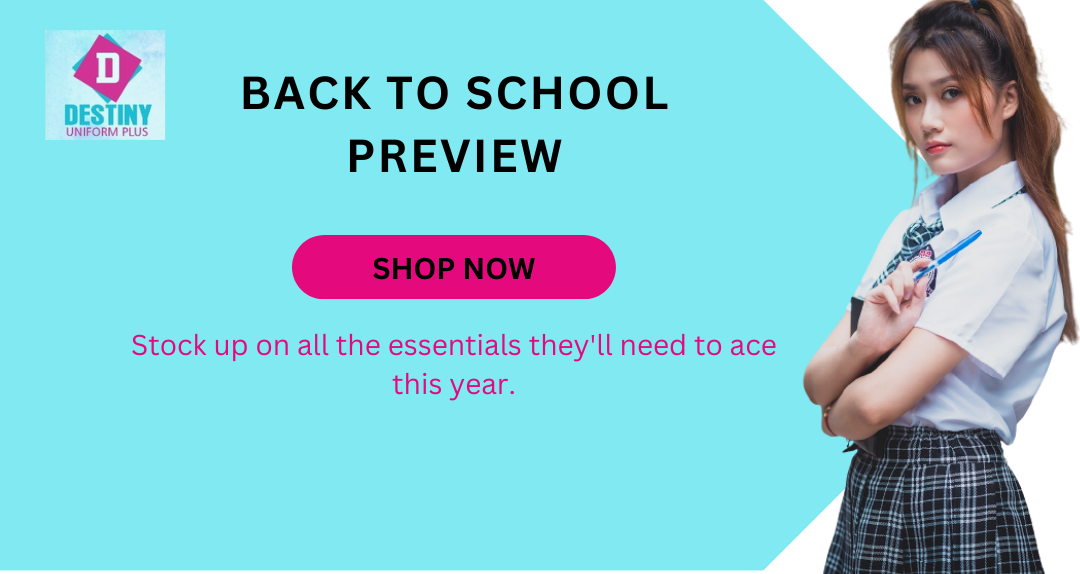 D
DESTINY
UNIFORM PLUS
BACK TO SCHOOL
PREVIEW
SHOP NOW
Stock up on all the essentials they'll need to ace
this year.